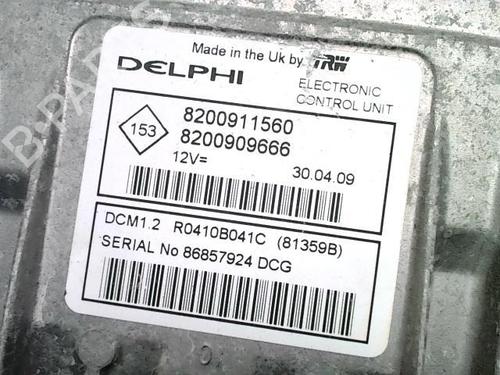 Made in the Uk by TRW
DELPHI
ELECTRONIC
CONTROL UNIT
153
8200911560
8200909666
12V=
30.04.09
DCM1.2 R0410B041C (81359B)
SERIAL No 86857924 DCG
B-PARTS